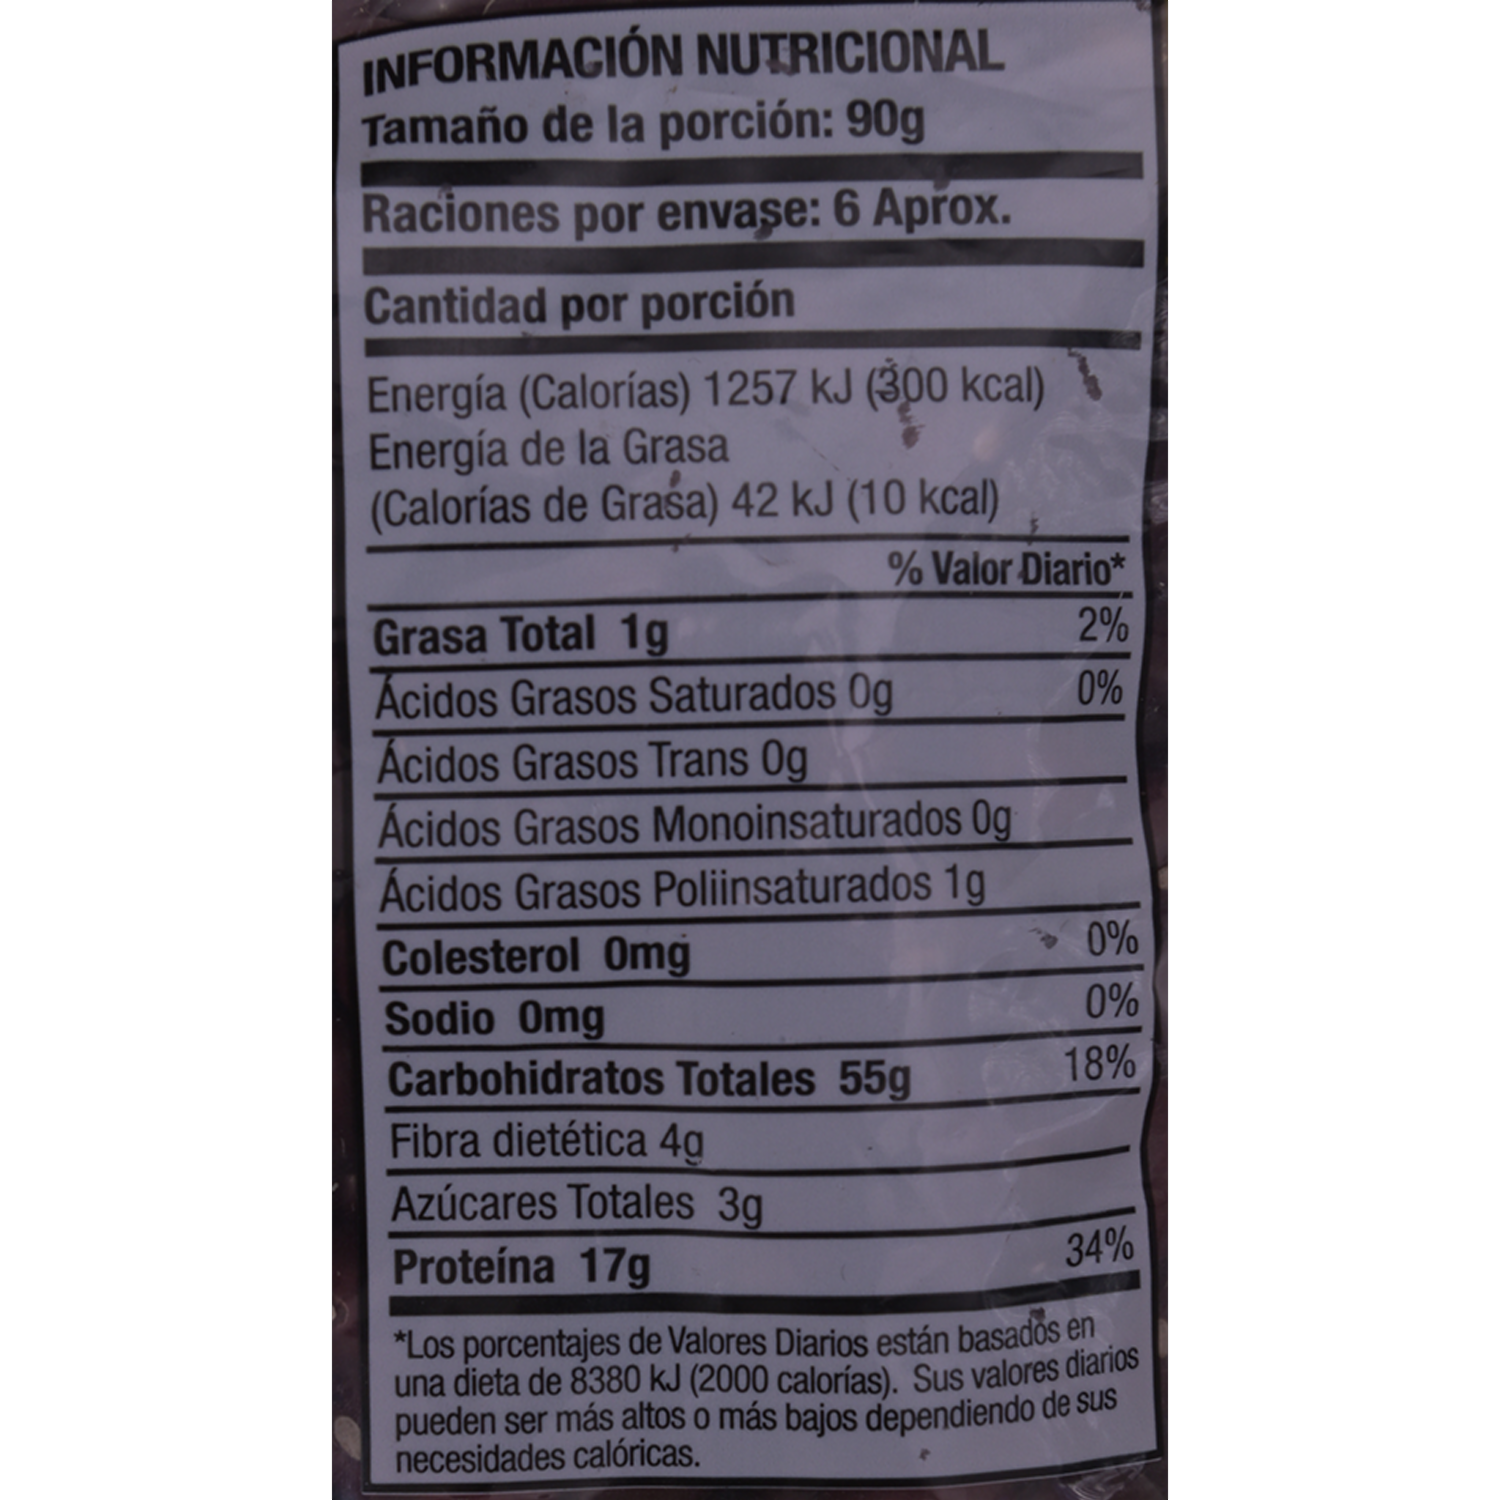 INFORMACIÓN NUTRICIONAL
Tamaño de la porción: 90g
Raciones por envase: 6 Aprox.
Cantidad por porción
Energía (Calorías) 1257 kJ (300 kcal)
Energía de la Grasa
(Calorías de Grasa) 42 kJ (10 kcal)
% Valor Diario*
Grasa Total 1g 2%
Ácidos Grasos Saturados 0g 0%
Ácidos Grasos Trans 0g
Ácidos Grasos Monoinsaturados 0g
Ácidos Grasos Poliinsaturados 1g
Colesterol 0mg 0%
Sodio 0mg 0%
Carbohidratos Totales 55g 18%
Fibra dietética 4g
Azúcares Totales 3g
Proteína 17g 34%
*Los porcentajes de Valores Diarios están basados en
una dieta de 8380 kJ (2000 calorías). Sus valores diarios
pueden ser más altos o más bajos dependiendo de sus
necesidades calóricas.